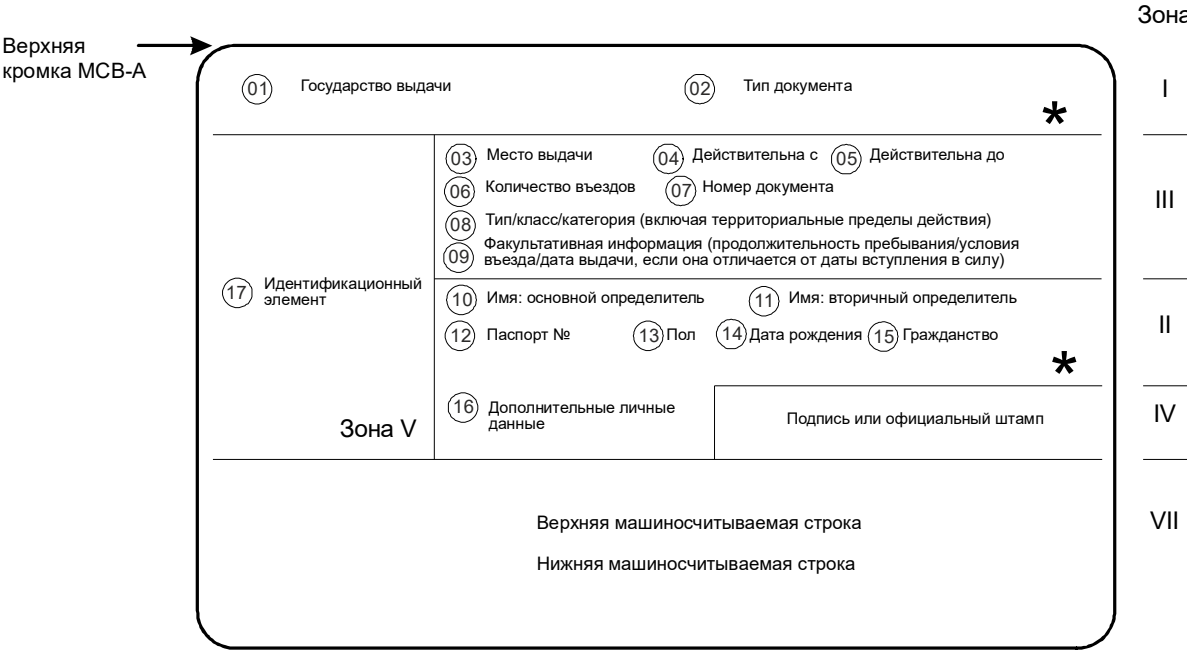 Зона
Верхняя
кромка МСВ-А
01 Государство выдачи 02 Тип документа
*
I
03 Место выдачи 04 Действительна с 05 Действительна до
06 Количество въездов 07 Номер документа
III
08 Тип/класс/категория (включая территориальные пределы действия)
09 Факультативная информация (продолжительность пребывания/условия
въезда/дата выдачи, если она отличается от даты вступления в силу)
17 Идентификационный
элемент
10 Имя: основной определитель 11 Имя: вторичный определитель
12 Паспорт № 13 Пол 14 Дата рождения 15 Гражданство
II
*
16 Дополнительные личные
данные
Подпись или официальный штамп
IV
Зона V
Верхняя машиносчитываемая строка
VII
Нижняя машиносчитываемая строка